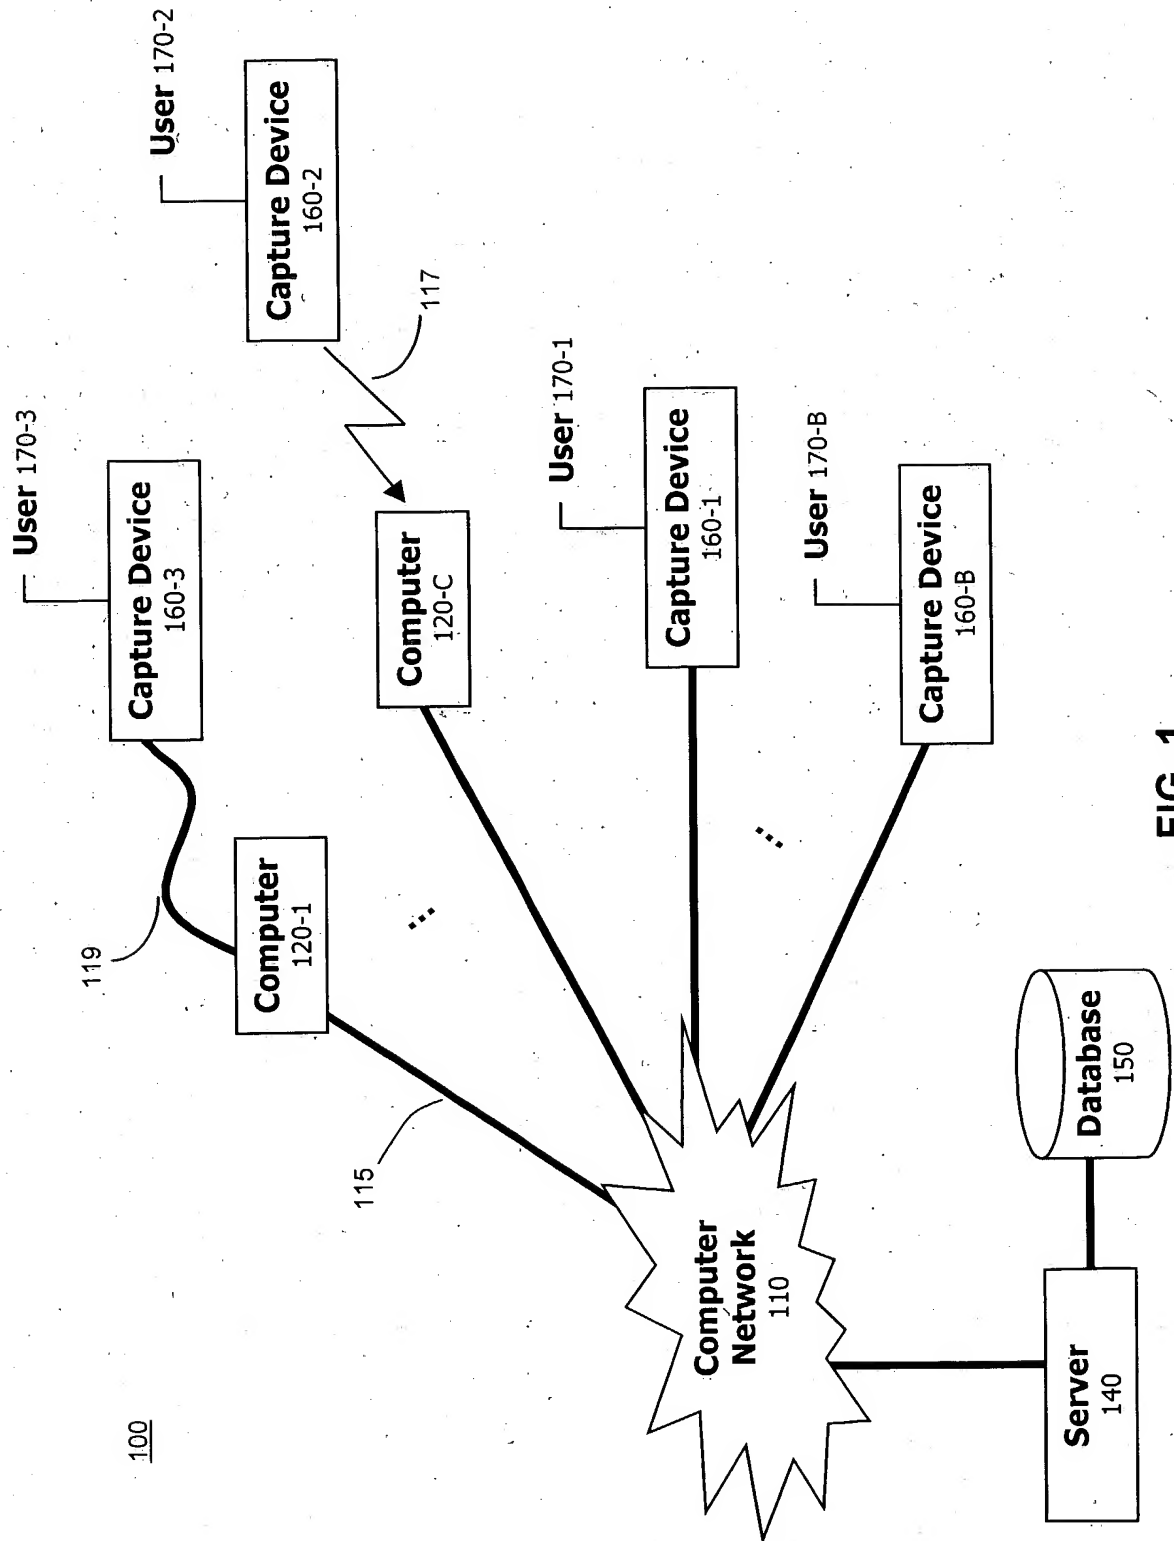 100
User 170-3
Capture Device
160-3
User 170-2
Capture Device
160-2
119
Computer
120-1
117
Computer
120-C
115
User 170-1
Capture Device
160-1
...
...
Computer
Network
110
User 170-B
Capture Device
160-B
Server
140
Database
150
FIG. 1